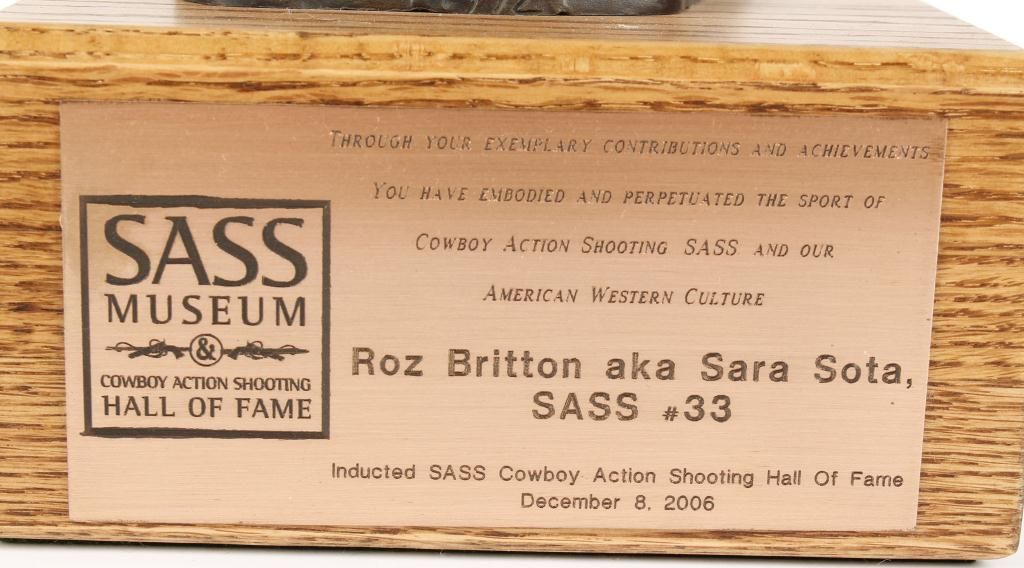 THROUGH YOUR EXEMPLARY CONTRIBUTIONS AND ACHIEVEMENTS
YOU HAVE EMBODIED AND PERPETUATED THE SPORT OF
COWBOY ACTION SHOOTING SASS AND OUR
AMERICAN WESTERN CULTURE
SASS
MUSEUM
&
COWBOY ACTION SHOOTING
HALL OF FAME
Roz Britton aka Sara Sota,
SASS #33
Inducted SASS Cowboy Action Shooting Hall Of Fame
December 8, 2006